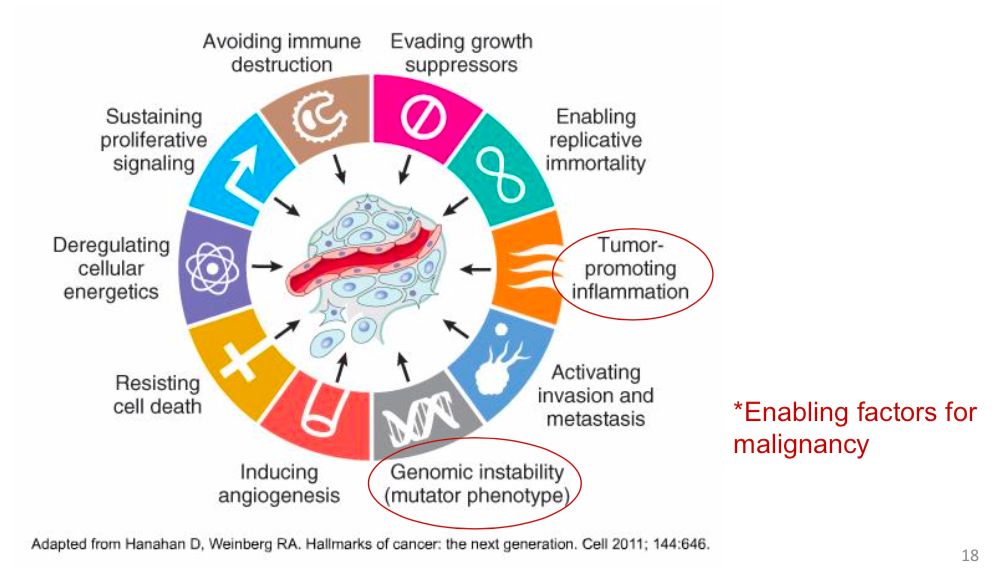 Avoiding immune
destruction
Evading growth
suppressors
Sustaining
proliferative
signaling
Enabling
replicative
immortality
Deregulating
cellular
energetics
Tumor-
promoting
inflammation
Resisting
cell death
Activating
invasion and
metastasis
*Enabling factors for
malignancy
Inducing
angiogenesis
Genomic instability
(mutator phenotype)
Adapted from Hanahan D, Weinberg RA. Hallmarks of cancer: the next generation. Cell 2011; 144:646.
18